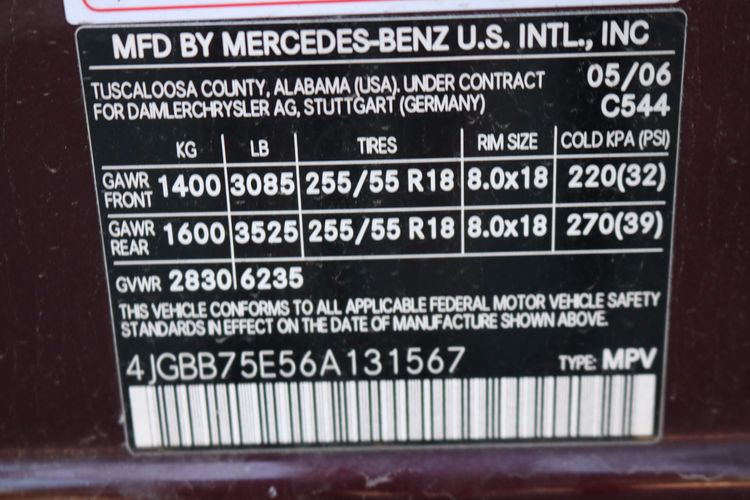 MFD BY MERCEDES-BENZ U.S. INTL., INC
TUSCALOOSA COUNTY, ALABAMA (USA). UNDER CONTRACT 05/06
FOR DAIMLERCHRYSLER AG, STUTTGART (GERMANY) C544
KG LB TIRES RIM SIZE COLD KPA (PSI)
GAWR FRONT 1400 3085 255/55 R18 8.0x18 220(32)
GAWR REAR 1600 3525 255/55 R18 8.0x18 270(39)
GVWR 2830 6235
THIS VEHICLE CONFORMS TO ALL APPLICABLE FEDERAL MOTOR VEHICLE SAFETY
STANDARDS IN EFFECT ON THE DATE OF MANUFACTURE SHOWN ABOVE.
4JGBB75E56A131567 TYPE: MPV